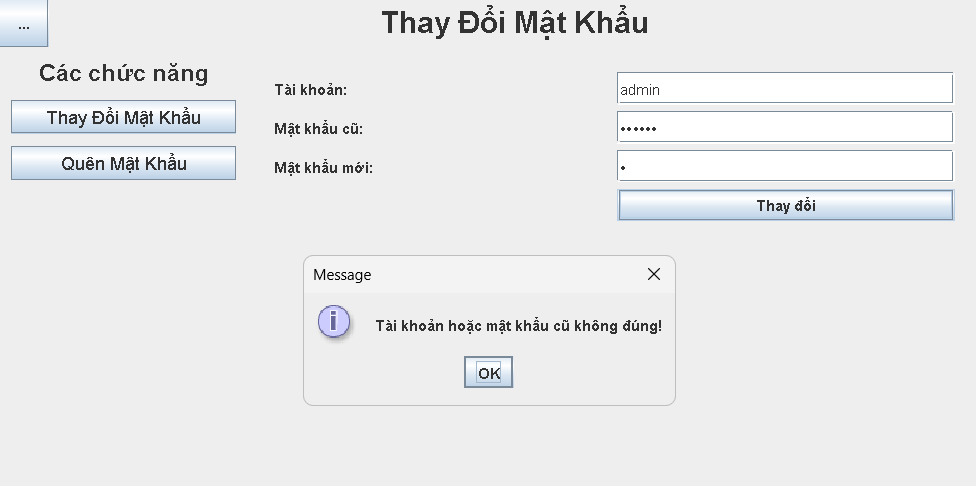 ...
Thay Đổi Mật Khẩu
Các chức năng
Thay Đổi Mật Khẩu
Quên Mật Khẩu
Tài khoản:
admin
Mật khẩu cũ:
••••••
Mật khẩu mới:
•
Thay đổi
Message
i
Tài khoản hoặc mật khẩu cũ không đúng!
OK